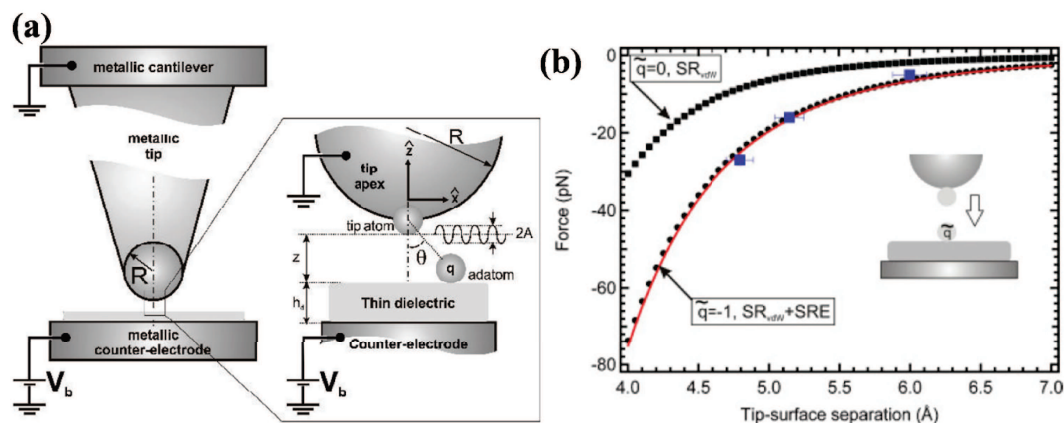 (a)
metallic cantilever
metallic
tip
R
metallic
counter-electrode
V_b
R
ẑ
x̂
tip
apex
tip atom
2A
θ
z
q
adatom
h_d
Thin dielectric
Counter-electrode
V_b
(b)
0
-20
-40
-60
-80
Force (pN)
q̃=0, SR_vdW
q̃
q̃=-1, SR_vdW+SRE
4.0 4.5 5.0 5.5 6.0 6.5 7.0
Tip-surface separation (Å)